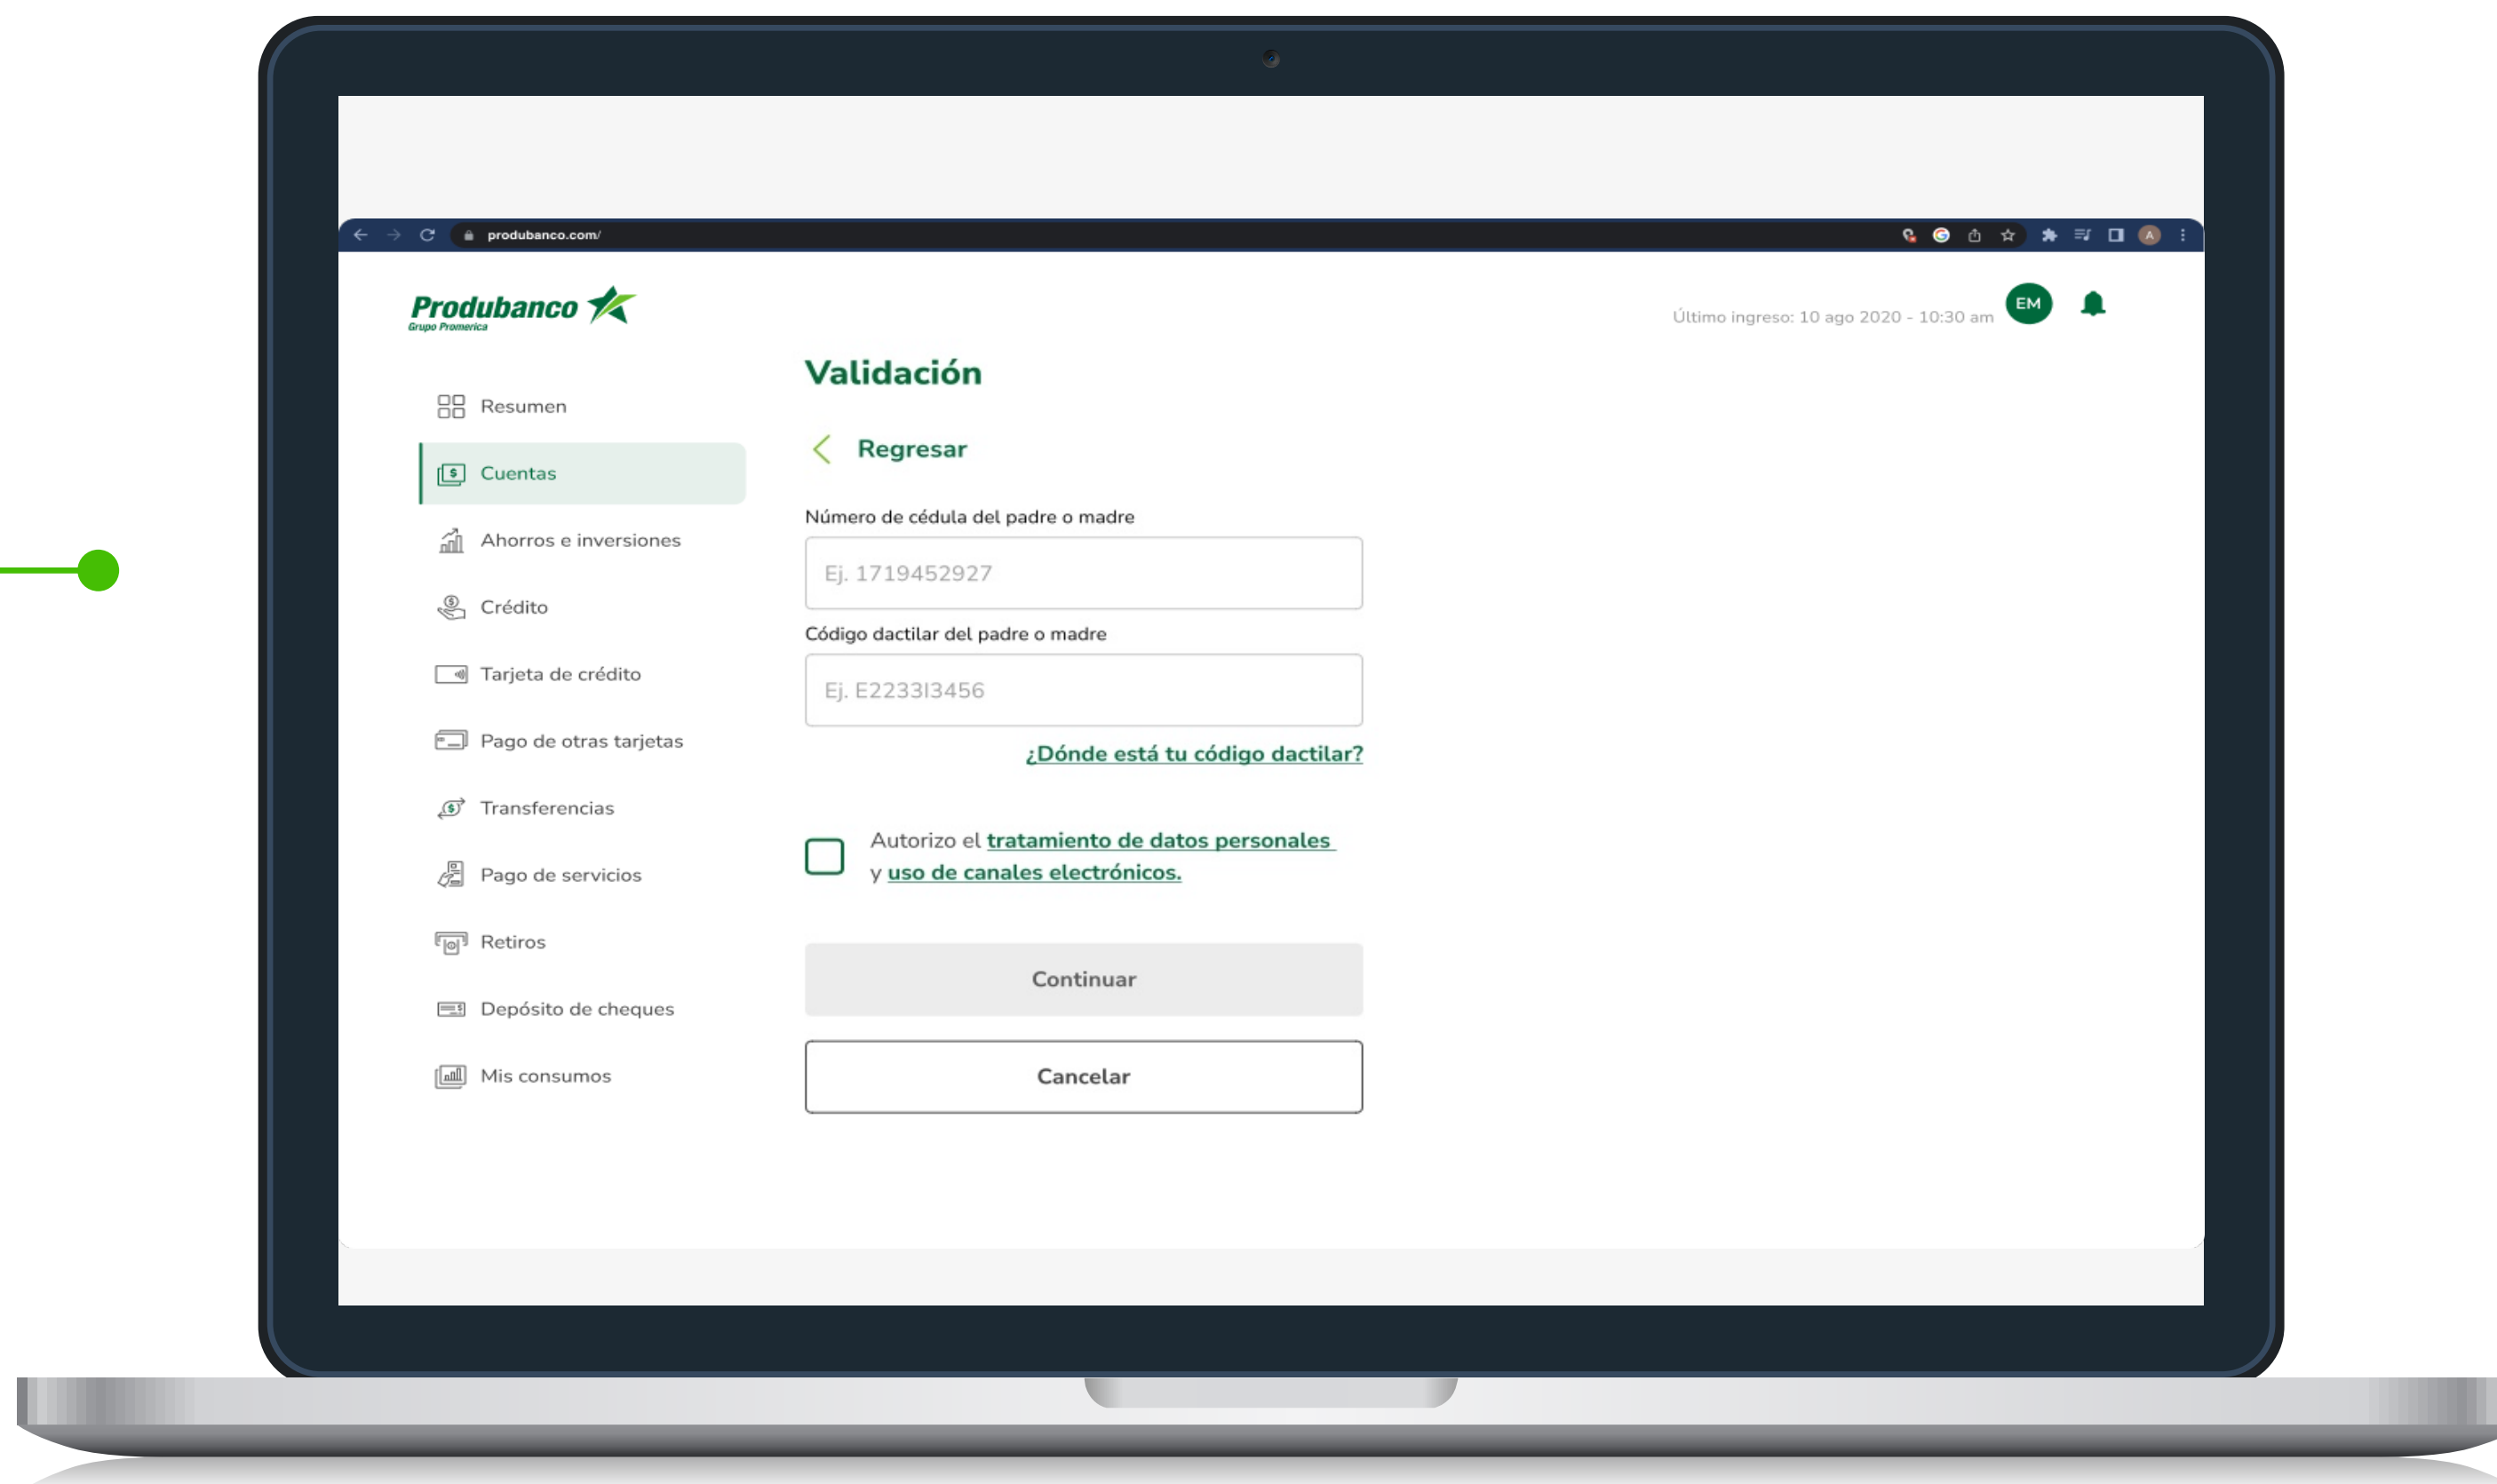 produbanco.com/
A
Produbanco
Grupo Promerica
Último ingreso: 10 ago 2020 - 10:30 am
EM
Resumen
Cuentas
Ahorros e inversiones
Crédito
Tarjeta de crédito
Pago de otras tarjetas
Transferencias
Pago de servicios
Retiros
Depósito de cheques
Mis consumos
Validación
Regresar
Número de cédula del padre o madre
Ej. 1719452927
Código dactilar del padre o madre
Ej. E2233I3456
¿Dónde está tu código dactilar?
Autorizo el tratamiento de datos personales
y uso de canales electrónicos.
Continuar
Cancelar